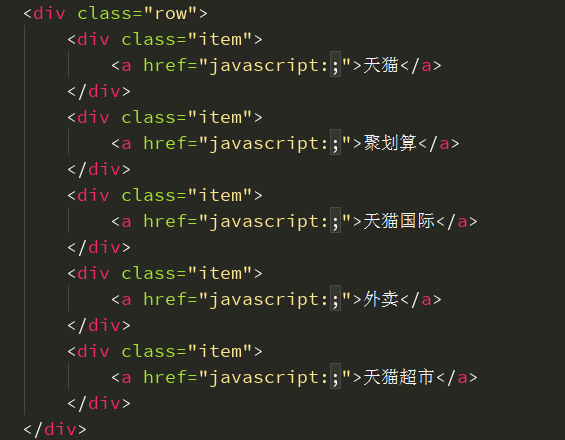 <div class="row">
<div class="item">
<a href="javascript:;">天猫</a>
</div>
<div class="item">
<a href="javascript:;">聚划算</a>
</div>
<div class="item">
<a href="javascript:;">天猫国际</a>
</div>
<div class="item">
<a href="javascript:;">外卖</a>
</div>
<div class="item">
<a href="javascript:;">天猫超市</a>
</div>
</div>